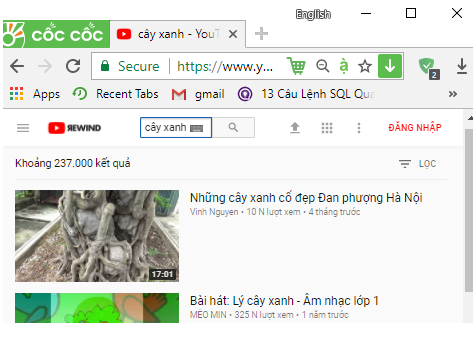 English
cốc cốc
cây xanh - YouT
Secure
https://www.y...
2
Apps
Recent Tabs
gmail
13 Câu Lệnh SQL Qua
REWIND
cây xanh
ĐĂNG NHẬP
Khoảng 237.000 kết quả
LỌC
Những cây xanh cổ đẹp Đan phượng Hà Nội
Vinh Nguyen • 10 N lượt xem • 4 tháng trước
17:01
Bài hát: Lý cây xanh - Âm nhạc lớp 1
MÈO MIN • 325 N lượt xem • 1 năm trước